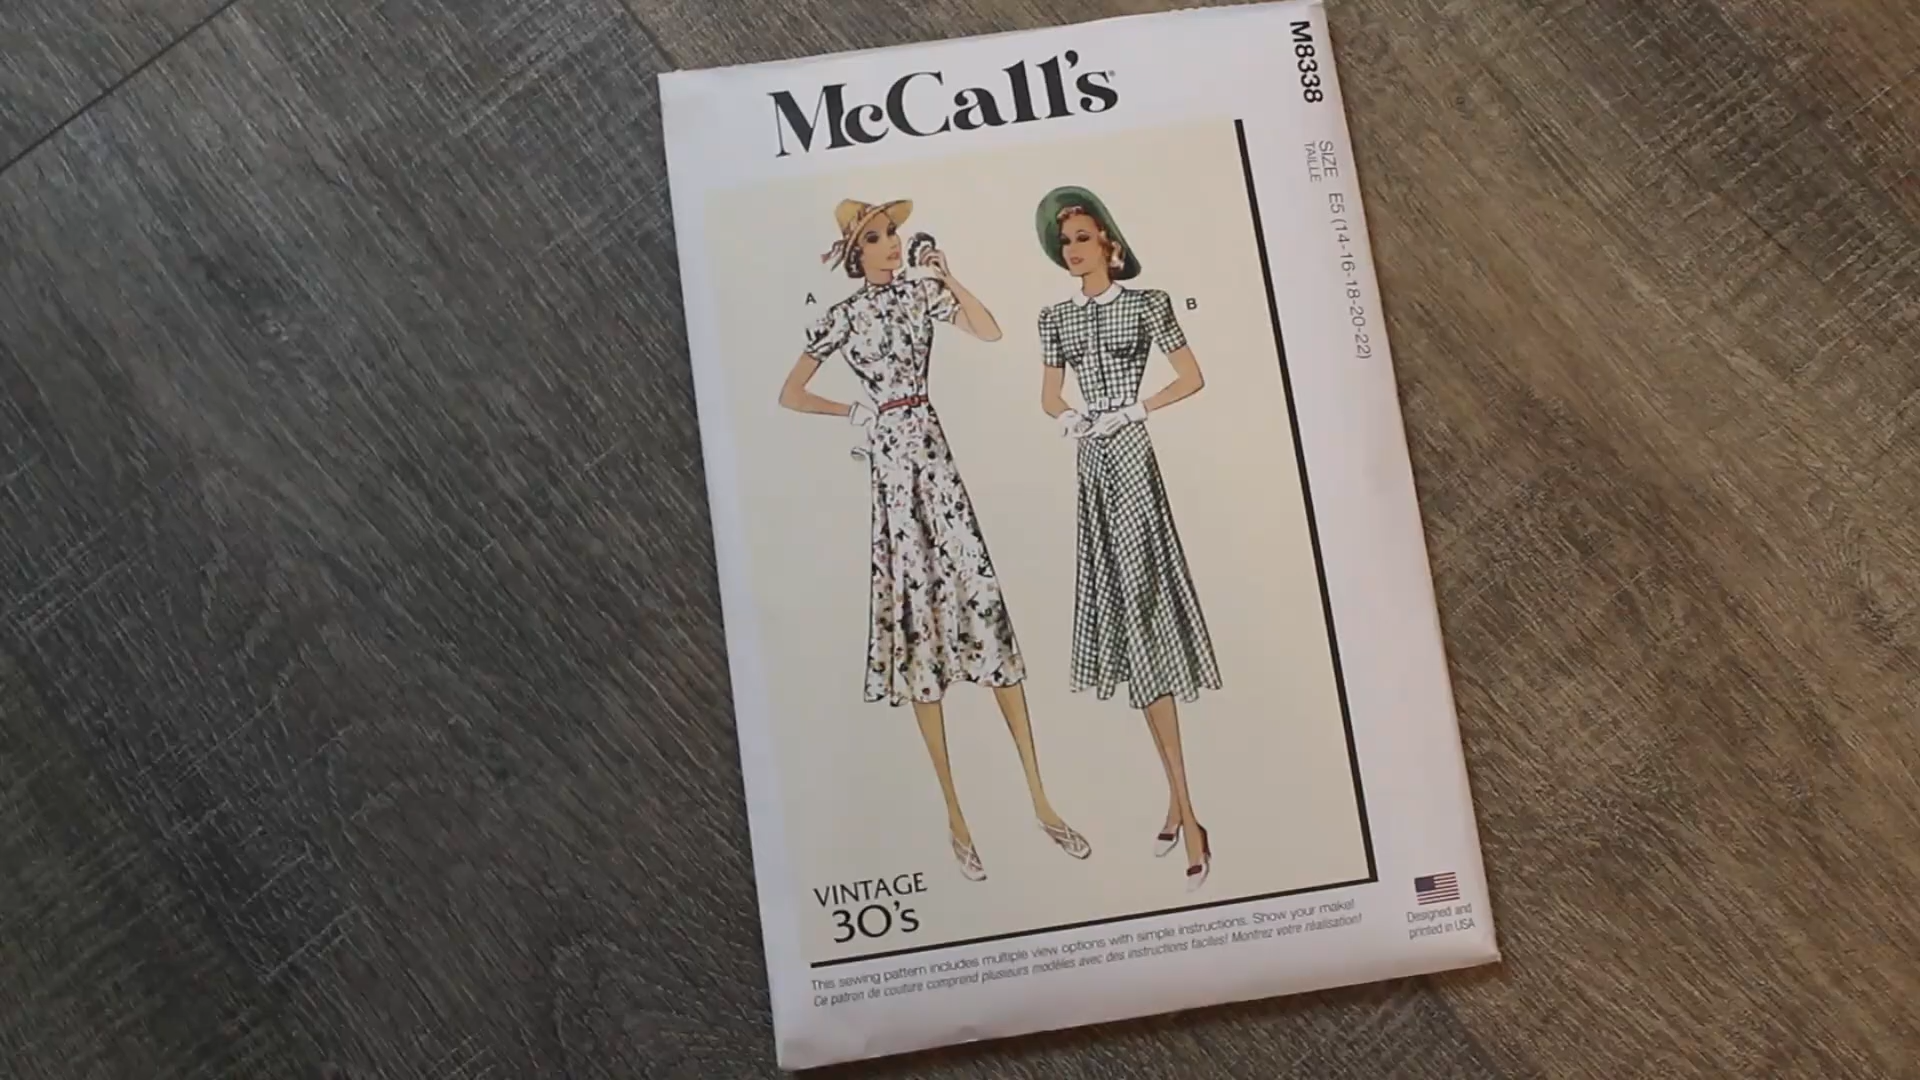 McCall's
M8338
SIZE E5 (14-16-18-20-22)
TAILLE
A
B
VINTAGE
30's
This sewing pattern includes multiple view options with simple instructions. Show your make!
Ce patron de couture comprend plusieurs modèles avec des instructions faciles! Montrez votre réalisation!
Designed and
printed in USA